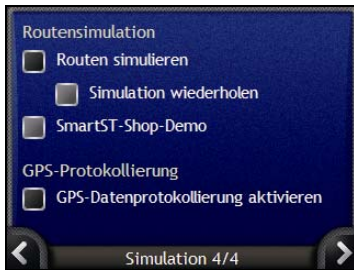 Routensimulation
Routen simulieren
Simulation wiederholen
SmartST-Shop-Demo
GPS-Protokollierung
GPS-Datenprotokollierung aktivieren
Simulation 4/4